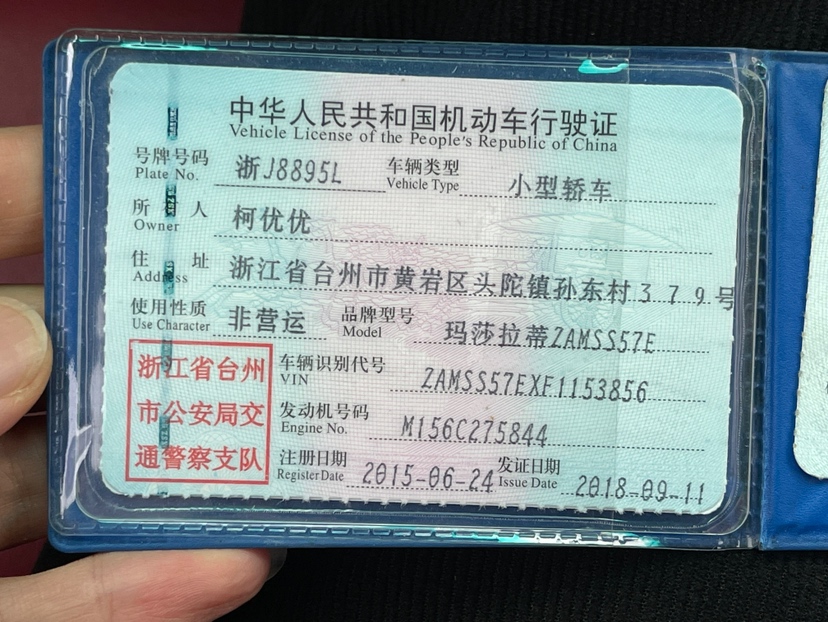 中华人民共和国机动车行驶证
Vehicle License of the People's Republic of China
号牌号码 浙J8895L 车辆类型 小型轿车
Plate No. Vehicle Type
所 人 柯优优
Owner
住 址 浙江省台州市黄岩区头陀镇孙东村379号
Address
使用性质 非营运 品牌型号 玛莎拉蒂ZAMSS57E
Use Character Model
浙江省台州
市公安局交
通警察支队
车辆识别代号 ZAMSS57EXF1153856
VIN
发动机号码 M156C275844
Engine No.
注册日期 2015-06-24 发证日期 2018-09-11
Register Date Issue Date